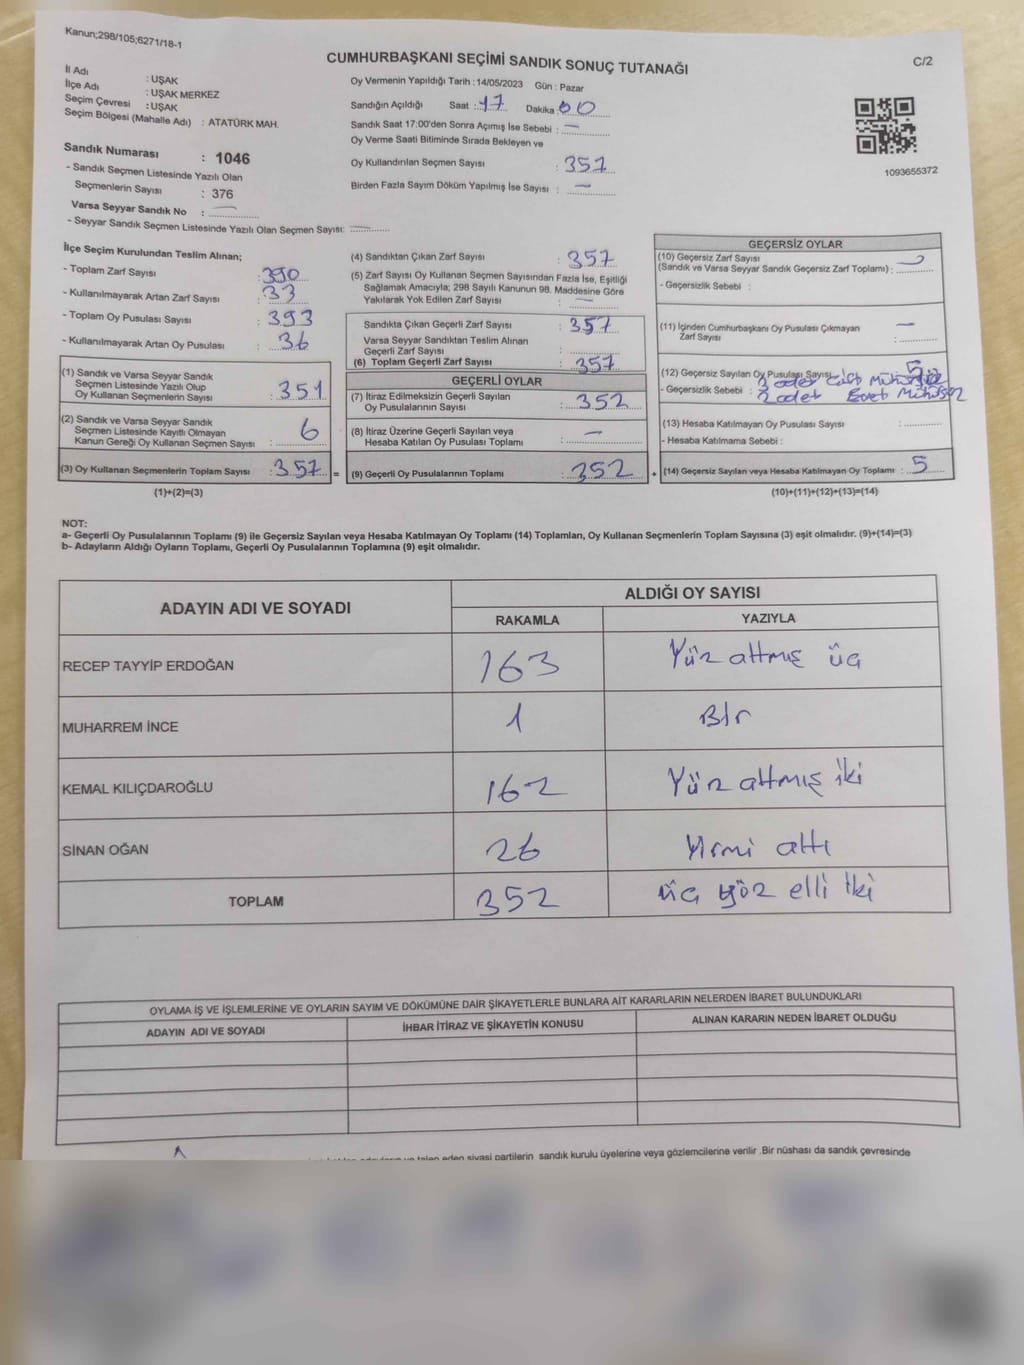 Kanun;298/105;6271/18-1
CUMHURBAŞKANI SEÇİMİ SANDIK SONUÇ TUTANAĞI
C/2
İl Adı : UŞAK
İlçe Adı : UŞAK MERKEZ
Seçim Çevresi : UŞAK
Seçim Bölgesi (Mahalle Adı) : ATATÜRK MAH.
Sandık Numarası : 1046
- Sandık Seçmen Listesinde Yazılı Olan
Seçmenlerin Sayısı : 376
Varsa Seyyar Sandık No : —
- Seyyar Sandık Seçmen Listesinde Yazılı Olan Seçmen Sayısı: —
Oy Vermenin Yapıldığı Tarih : 14/05/2023 Gün : Pazar
Sandığın Açıldığı Saat : 17 Dakika : 00
Sandık Saat 17:00'den Sonra Açımış İse Sebebi : —
Oy Verme Saati Bitiminde Sırada Bekleyen ve
Oy Kullandırılan Seçmen Sayısı : 357
Birden Fazla Sayım Döküm Yapılmış İse Sayısı : —
1093655372
İlçe Seçim Kurulundan Teslim Alınan;
- Toplam Zarf Sayısı : 390
- Kullanılmayarak Artan Zarf Sayısı : 33
- Toplam Oy Pusulası Sayısı : 393
- Kullanılmayarak Artan Oy Pusulası : 36
(1) Sandık ve Varsa Seyyar Sandık
Seçmen Listesinde Yazılı Olup
Oy Kullanan Seçmenlerin Sayısı : 351
(2) Sandık ve Varsa Seyyar Sandık
Seçmen Listesinde Kayıtlı Olmayan
Kanun Gereği Oy Kullanan Seçmen Sayısı : 6
(3) Oy Kullanan Seçmenlerin Toplam Sayısı : 357 =
(1)+(2)=(3)
(4) Sandıktan Çıkan Zarf Sayısı : 357
(5) Zarf Sayısı Oy Kullanan Seçmen Sayısından Fazla İse, Eşitliği
Sağlamak Amacıyla; 298 Sayılı Kanunun 98. Maddesine Göre
Yakılarak Yok Edilen Zarf Sayısı : —
Sandıkta Çıkan Geçerli Zarf Sayısı : 357
Varsa Seyyar Sandıktan Teslim Alınan
Geçerli Zarf Sayısı :
(6) Toplam Geçerli Zarf Sayısı : 357
GEÇERLİ OYLAR
(7) İtiraz Edilmeksizin Geçerli Sayılan
Oy Pusulalarının Sayısı : 352
(8) İtiraz Üzerine Geçerli Sayılan veya
Hesaba Katılan Oy Pusulası Toplamı : —
(9) Geçerli Oy Pusulalarının Toplamı : 352 +
GEÇERSİZ OYLAR
(10) Geçersiz Zarf Sayısı
(Sandık ve Varsa Seyyar Sandık Geçersiz Zarf Toplamı) : —
- Geçersizlik Sebebi :
(11) İçinden Cumhurbaşkanı Oy Pusulası Çıkmayan
Zarf Sayısı : —
(12) Geçersiz Sayılan Oy Pusulası Sayısı : 5
- Geçersizlik Sebebi : 3 adet
2 adet Evet
(13) Hesaba Katılmayan Oy Pusulası Sayısı :
- Hesaba Katılmama Sebebi :
(14) Geçersiz Sayılan veya Hesaba Katılmayan Oy Toplamı : 5
(10)+(11)+(12)+(13)=(14)
NOT:
a- Geçerli Oy Pusulalarının Toplamı (9) ile Geçersiz Sayılan veya Hesaba Katılmayan Oy Toplamı (14) Toplamları, Oy Kullanan Seçmenlerin Toplam Sayısına (3) eşit olmalıdır. (9)+(14)=(3)
b- Adayların Aldığı Oyların Toplamı, Geçerli Oy Pusulalarının Toplamına (9) eşit olmalıdır.
ADAYIN ADI VE SOYADI
ALDIĞI OY SAYISI
RAKAMLA YAZIYLA
RECEP TAYYİP ERDOĞAN 163 Yüz altmış üç
MUHARREM İNCE 1 Bir
KEMAL KILIÇDAROĞLU 162 Yüz altmış iki
SİNAN OĞAN 26 Yirmi altı
TOPLAM 352 üç yüz elli iki
OYLAMA İŞ VE İŞLEMLERİNE VE OYLARIN SAYIM VE DÖKÜMÜNE DAİR ŞİKAYETLERLE BUNLARA AİT KARARLARIN NELERDEN İBARET BULUNDUKLARI
ADAYIN ADI VE SOYADI İHBAR İTİRAZ VE ŞİKAYETİN KONUSU ALINAN KARARIN NEDEN İBARET OLDUĞU
talep eden siyasi partilerin sandık kurulu üyelerine veya gözlemcilerine verilir .Bir nüshası da sandık çevresinde